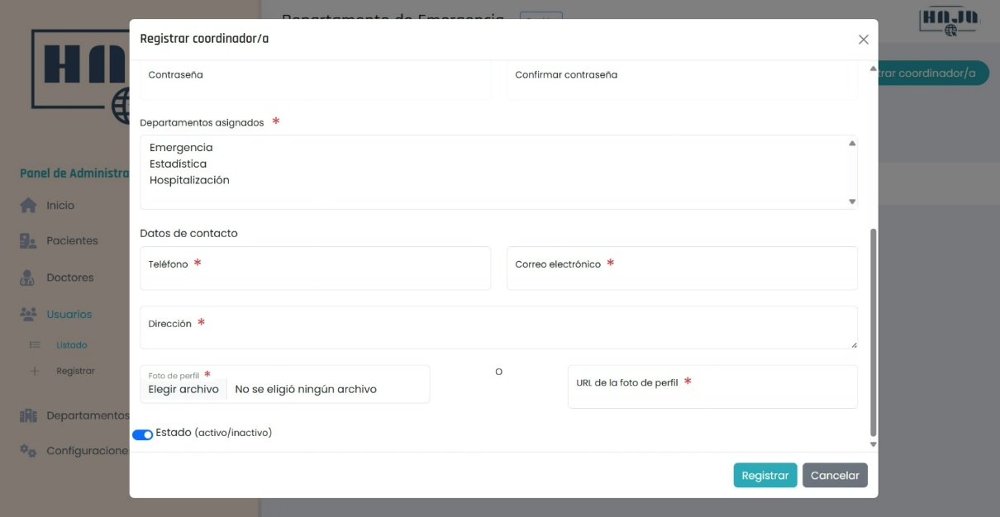 Departamento de Emergencia
Registrar coordinador/a
HNJU
Contraseña
Confirmar contraseña
trar coordinador/a
Departamentos asignados *
Emergencia
Estadística
Hospitalización
Panel de Administra
Inicio
Datos de contacto
Pacientes
Teléfono *
Correo electrónico *
Doctores
Usuarios
Dirección *
Listado
Registrar
Foto de perfil *
Elegir archivo No se eligió ningún archivo
O
URL de la foto de perfil *
Departamentos
Estado (activo/inactivo)
Configuracione
Registrar
Cancelar